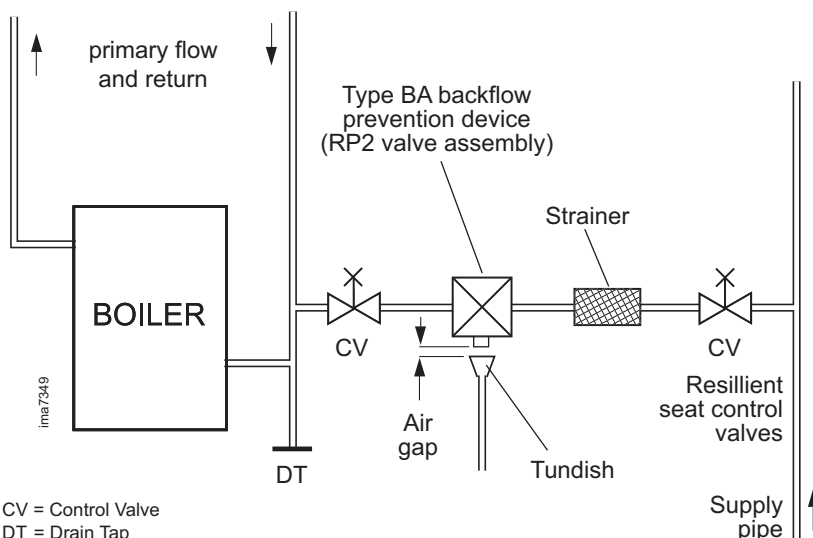 primary flow
and return
Type BA backflow
prevention device
(RP2 valve assembly)
Strainer
BOILER
CV
CV
Resillient
seat control
valves
ima7349
Air
gap
Tundish
DT
CV = Control Valve
DT = Drain Tap
Supply
pipe